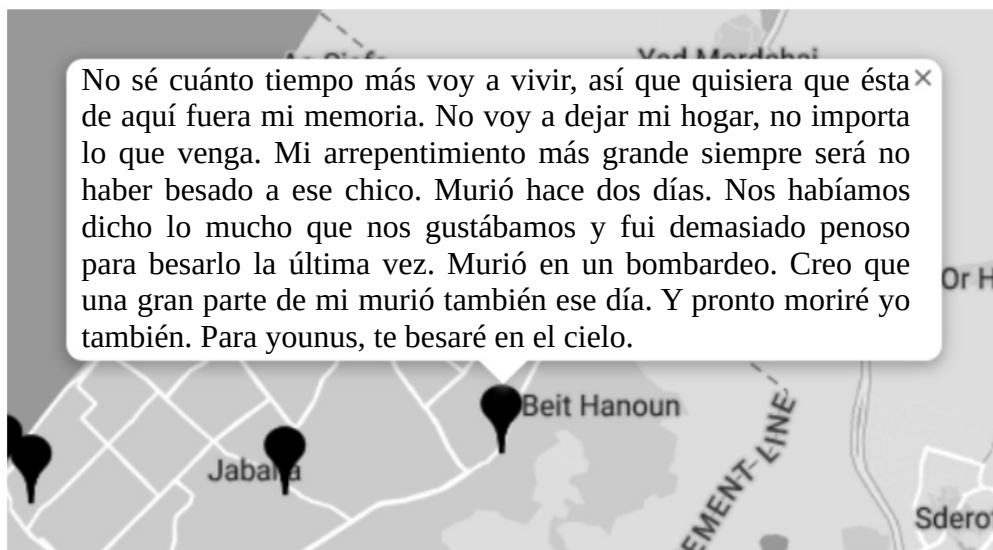 No sé cuánto tiempo más voy a vivir, así que quisiera que ésta
de aquí fuera mi memoria. No voy a dejar mi hogar, no importa
lo que venga. Mi arrepentimiento más grande siempre será no
haber besado a ese chico. Murió hace dos días. Nos habíamos
dicho lo mucho que nos gustábamos y fui demasiado penoso
para besarlo la última vez. Murió en un bombardeo. Creo que
una gran parte de mi murió también ese día. Y pronto moriré yo
también. Para younus, te besaré en el cielo.
Or H
Beit Hanoun
Jabalia
EMENT LINE
Sderot